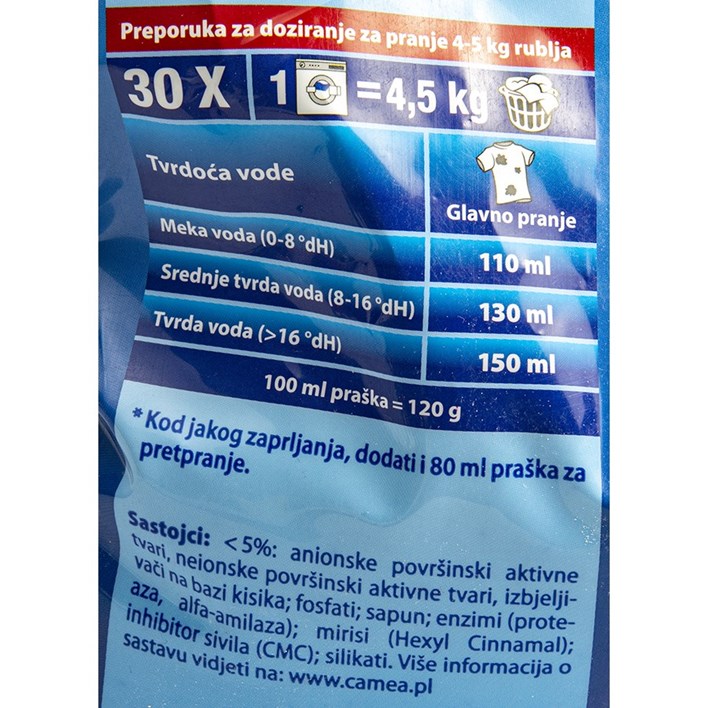 Preporuka za doziranje za pranje 4-5 kg rublja
30 X 1 = 4,5 kg
Tvrdoća vode
Glavno pranje
Meka voda (0-8 °dH)
110 ml
Srednje tvrda voda (8-16 °dH)
130 ml
Tvrda voda (>16 °dH)
150 ml
100 ml praška = 120 g
*Kod jakog zaprljanja, dodati i 80 ml praška za
pretpranje.
Sastojci: <5%: anionske površinski aktivne
tvari, neionske površinski aktivne tvari, izbjelji-
vači na bazi kisika; fosfati; sapun; enzimi (prote-
aza, alfa-amilaza); mirisi (Hexyl Cinnamal);
inhibitor sivila (CMC); silikati. Više informacija o
sastavu vidjeti na: www.camea.pl